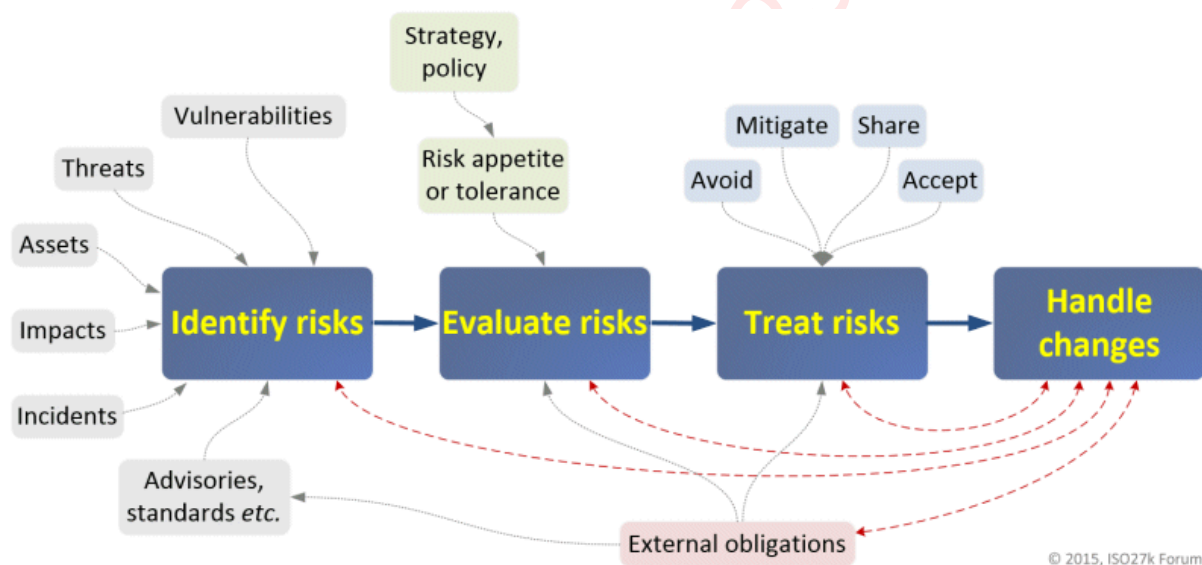 Strategy,
policy
Vulnerabilities
Mitigate
Share
Threats
Risk appetite
or tolerance
Avoid
Accept
Assets
Identify risks
Evaluate risks
Treat risks
Handle
changes
Impacts
Incidents
Advisories,
standards etc.
External obligations
© 2015, ISO27k Forum